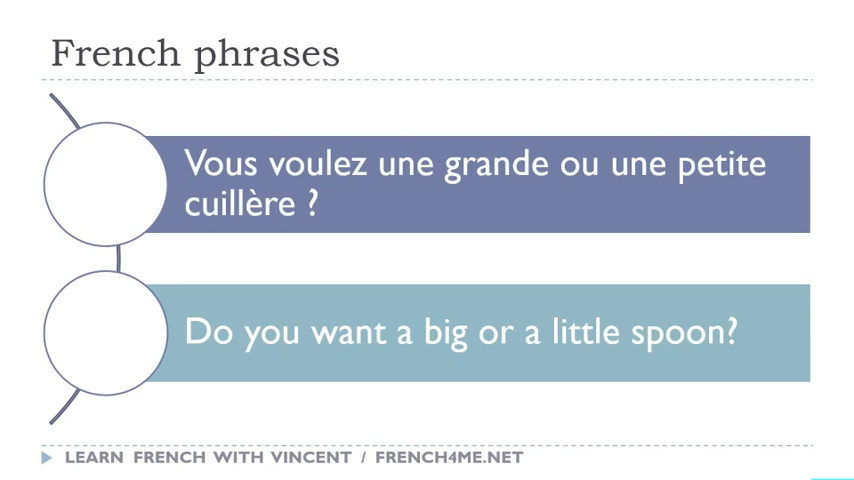 French phrases
Vous voulez une grande ou une petite
cuillère ?
Do you want a big or a little spoon?
LEARN FRENCH WITH VINCENT / FRENCH4ME.NET